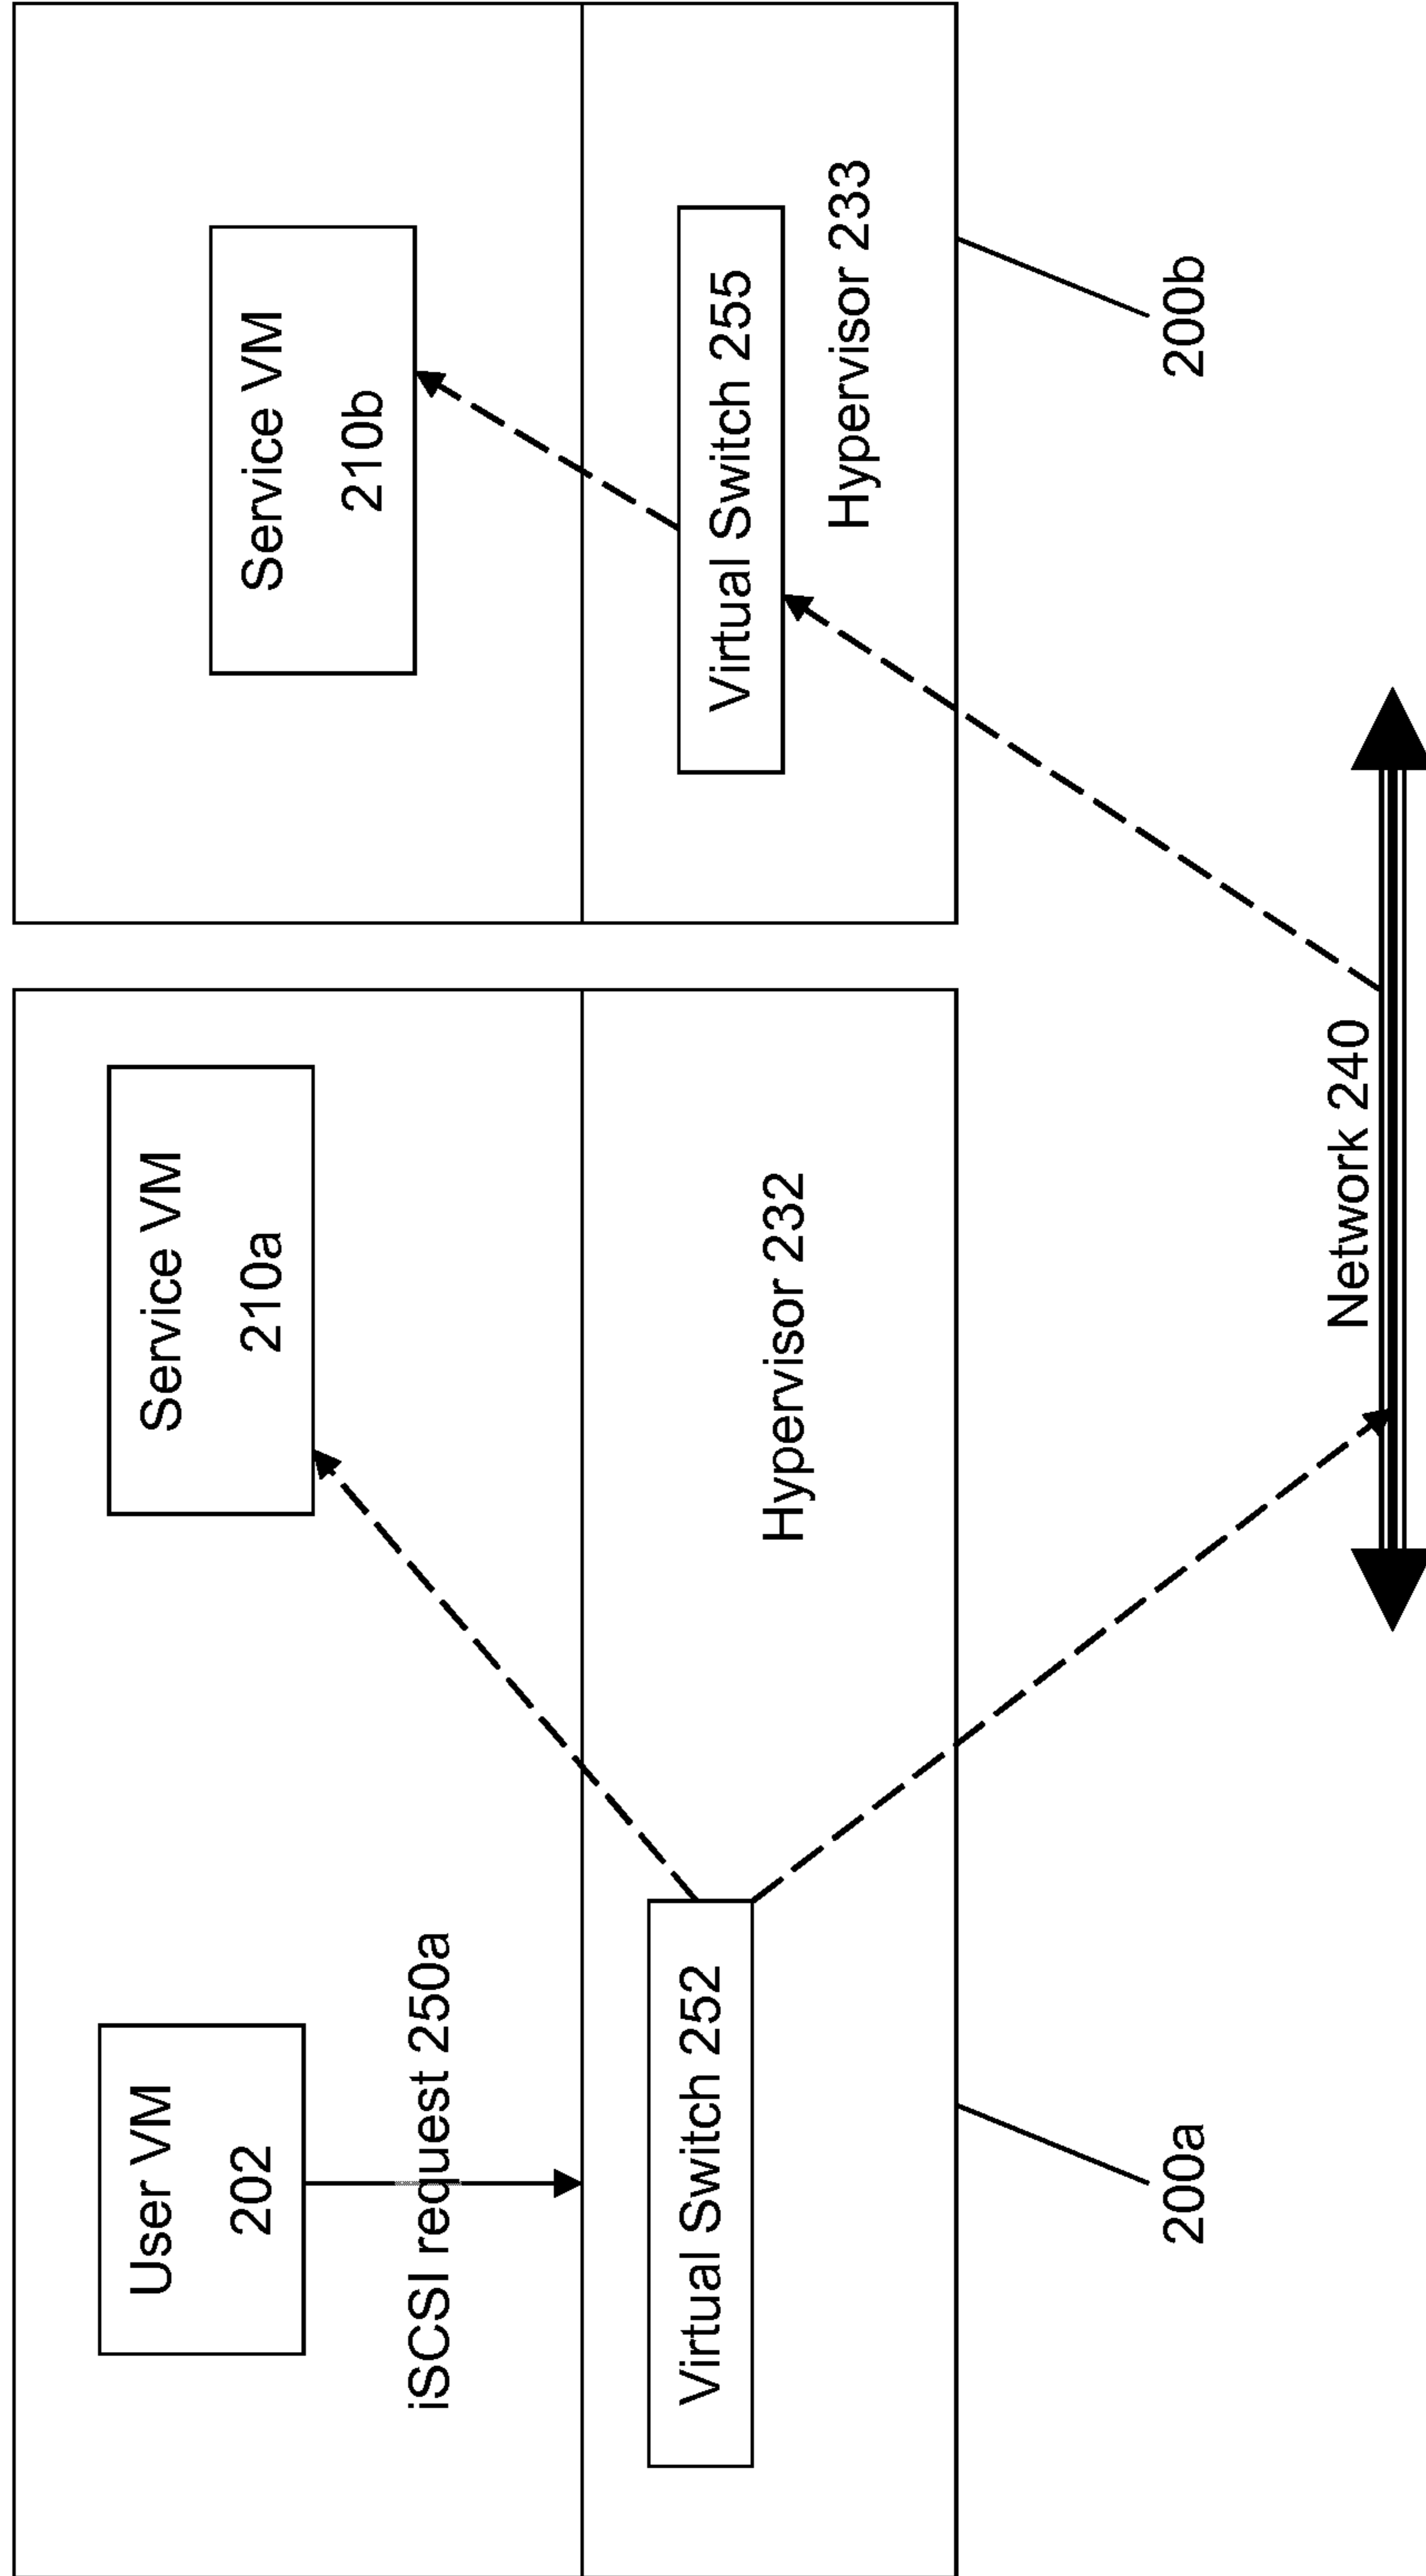 User VM
202
Service VM
210a
Service VM
210b
iSCSI request 250a
Virtual Switch 252
Hypervisor 232
Virtual Switch 255
Hypervisor 233
200a
200b
Network 240